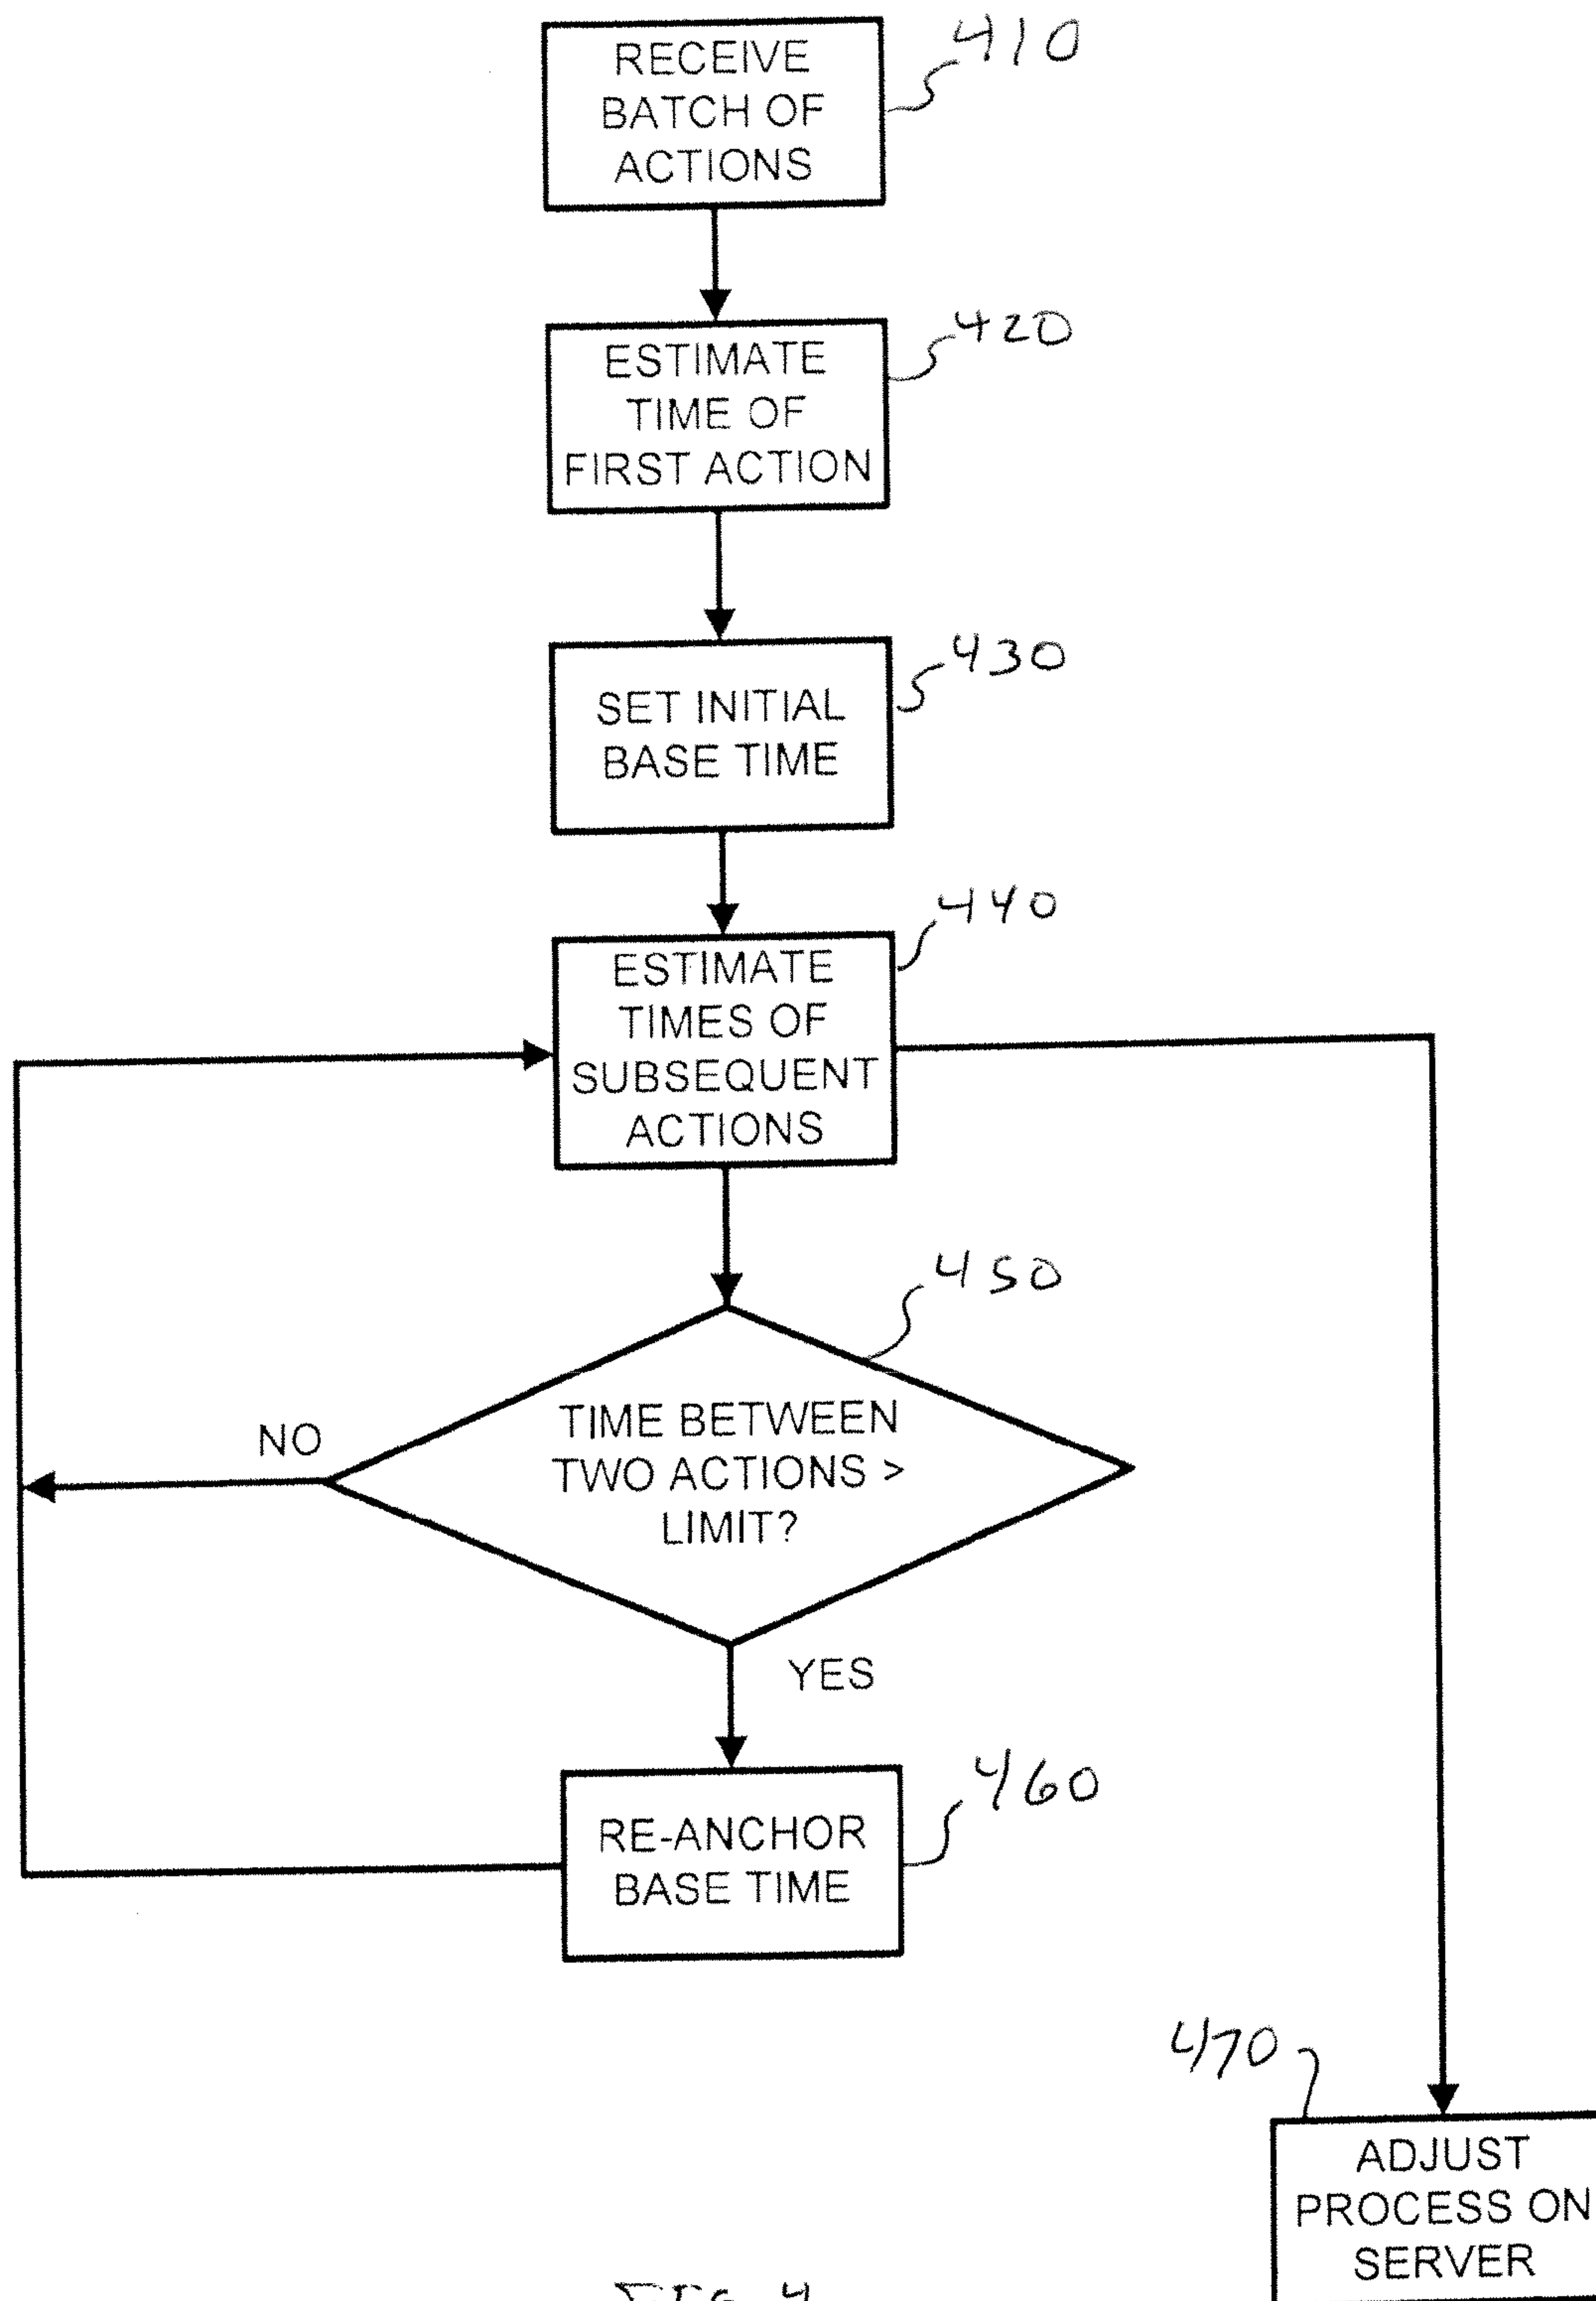 RECEIVE
BATCH OF
ACTIONS
410
ESTIMATE
TIME OF
FIRST ACTION
420
SET INITIAL
BASE TIME
430
ESTIMATE
TIMES OF
SUBSEQUENT
ACTIONS
440
TIME BETWEEN
TWO ACTIONS >
LIMIT?
450
NO
YES
RE-ANCHOR
BASE TIME
460
470
ADJUST
PROCESS ON
SERVER
FIG 4